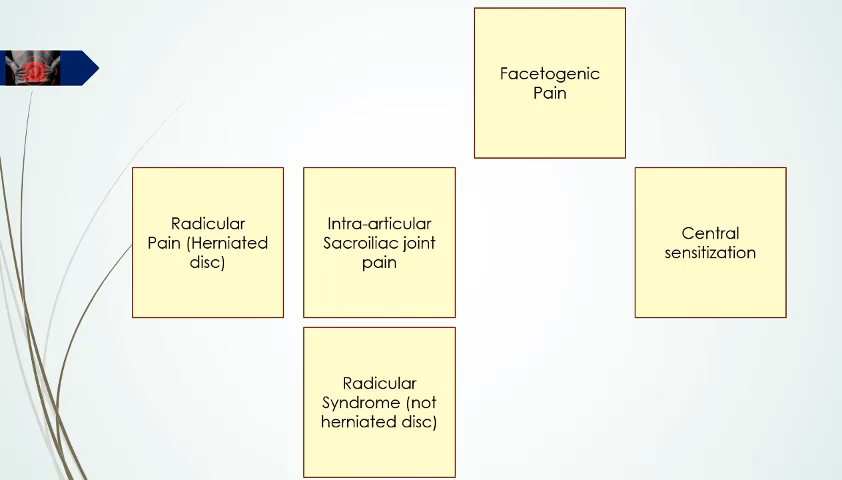 Facetogenic
Pain
Radicular
Pain (Herniated
disc)
Intra-articular
Sacroiliac joint
pain
Central
sensitization
Radicular
Syndrome (not
herniated disc)